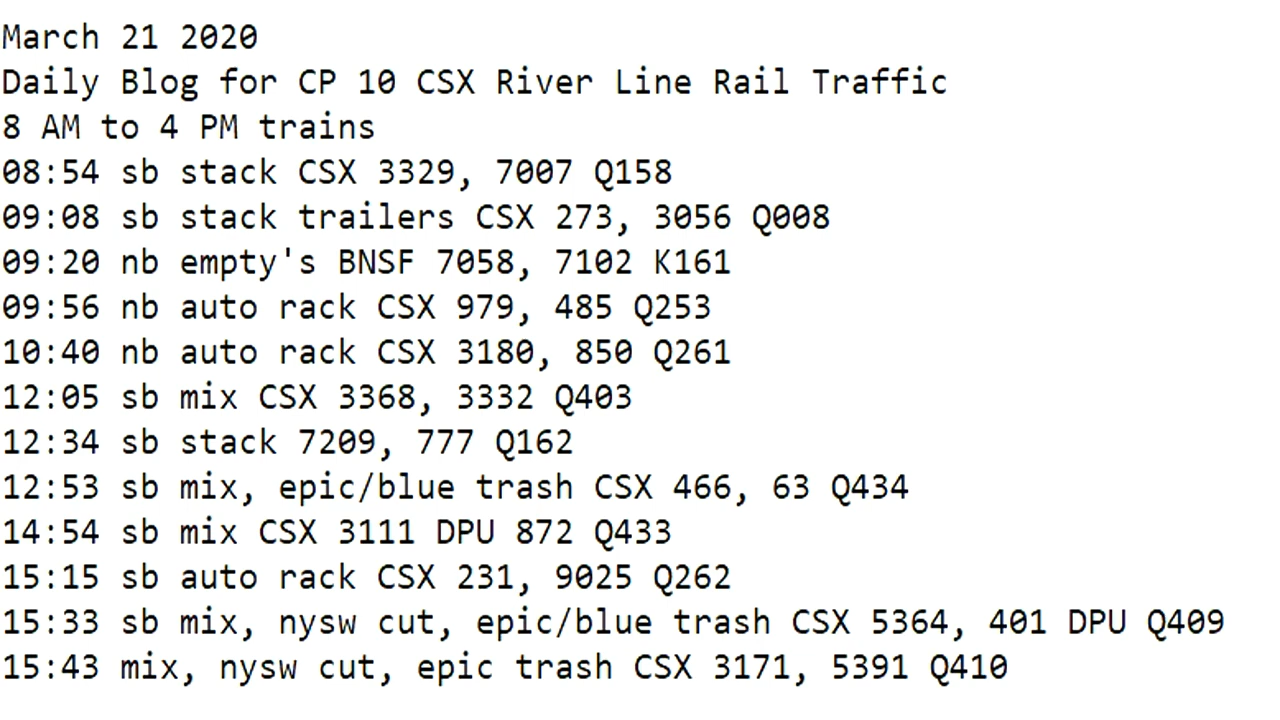 March 21 2020
Daily Blog for CP 10 CSX River Line Rail Traffic
8 AM to 4 PM trains
08:54 sb stack CSX 3329, 7007 Q158
09:08 sb stack trailers CSX 273, 3056 Q008
09:20 nb empty's BNSF 7058, 7102 K161
09:56 nb auto rack CSX 979, 485 Q253
10:40 nb auto rack CSX 3180, 850 Q261
12:05 sb mix CSX 3368, 3332 Q403
12:34 sb stack 7209, 777 Q162
12:53 sb mix, epic/blue trash CSX 466, 63 Q434
14:54 sb mix CSX 3111 DPU 872 Q433
15:15 sb auto rack CSX 231, 9025 Q262
15:33 sb mix, nysw cut, epic/blue trash CSX 5364, 401 DPU Q409
15:43 mix, nysw cut, epic trash CSX 3171, 5391 Q410